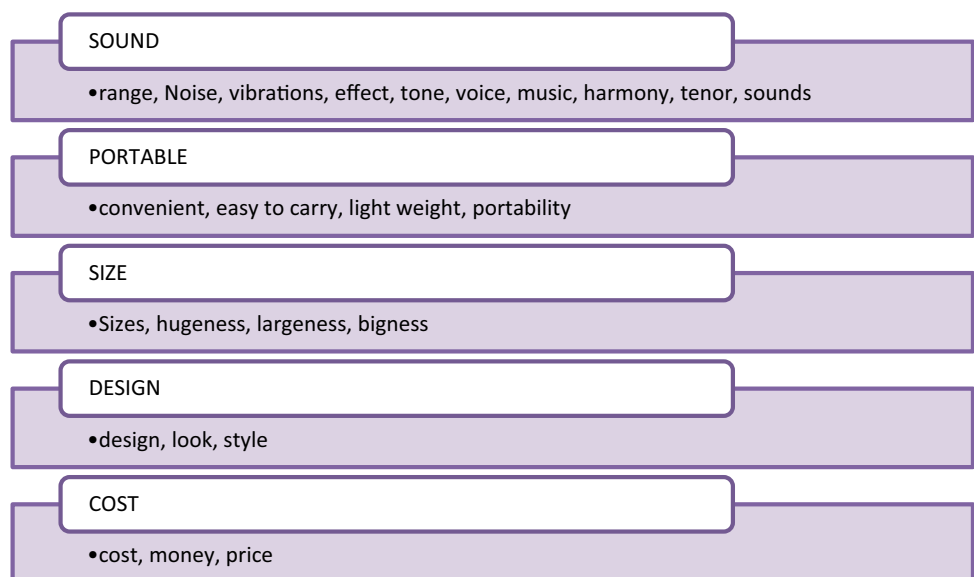 SOUND
•range, Noise, vibrations, effect, tone, voice, music, harmony, tenor, sounds
PORTABLE
•convenient, easy to carry, light weight, portability
SIZE
•Sizes, hugeness, largeness, bigness
DESIGN
•design, look, style
COST
•cost, money, price